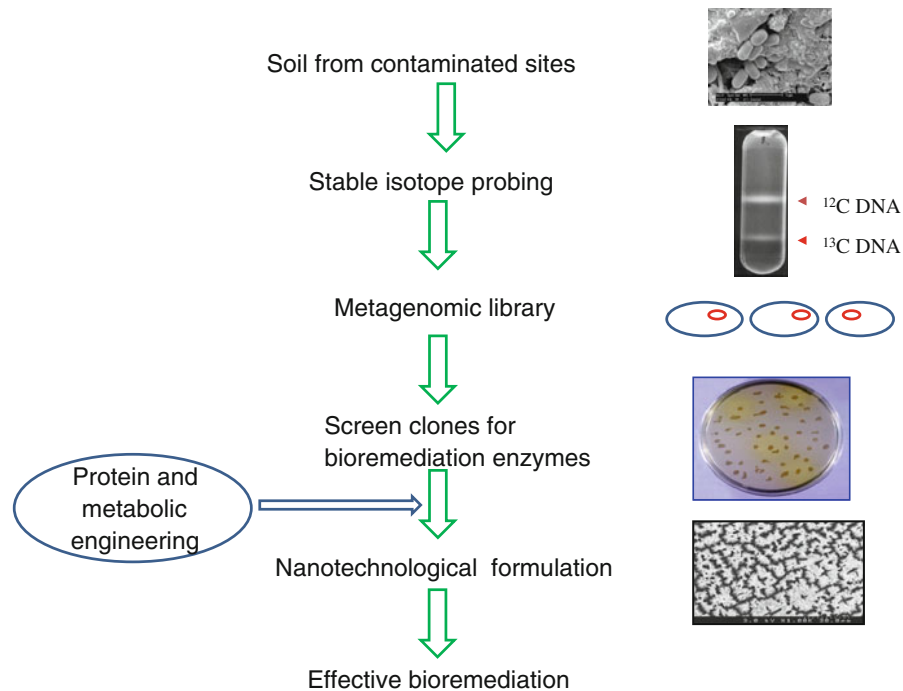 Soil from contaminated sites
Stable isotope probing
¹²C DNA
¹³C DNA
Metagenomic library
Screen clones for
bioremediation enzymes
Protein and
metabolic
engineering
Nanotechnological formulation
Effective bioremediation